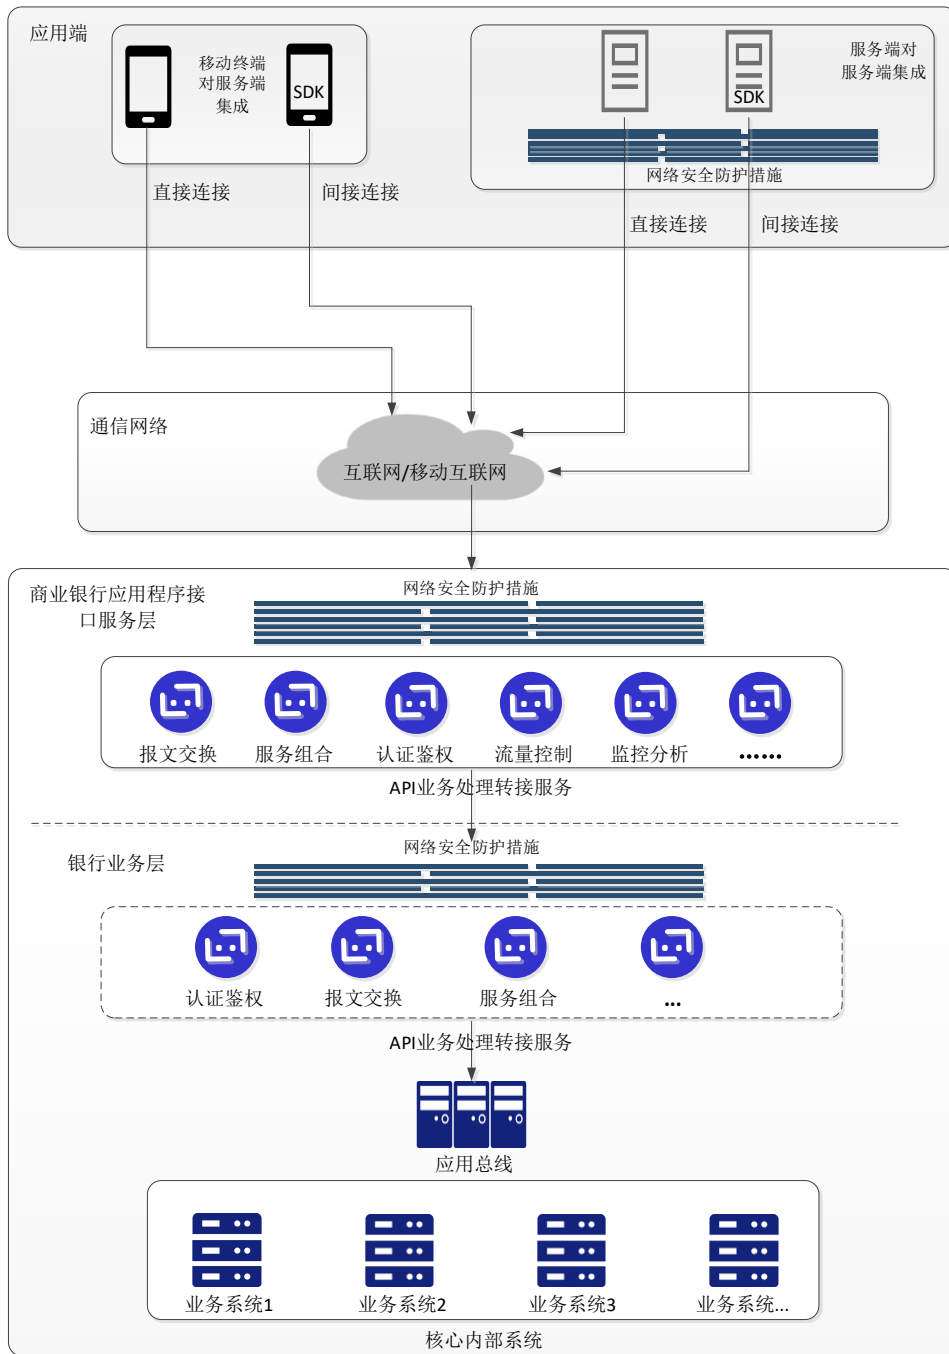 应用端
移动终端
对服务端
集成
SDK
服务端对
服务端集成
SDK
网络安全防护措施
直接连接
间接连接
直接连接
间接连接
通信网络
互联网/移动互联网
商业银行应用程序接
口服务层
网络安全防护措施
报文交换
服务组合
认证鉴权
流量控制
监控分析
······
API业务处理转接服务
银行业务层
网络安全防护措施
认证鉴权
报文交换
服务组合
...
API业务处理转接服务
应用总线
业务系统1
业务系统2
业务系统3
业务系统...
核心内部系统